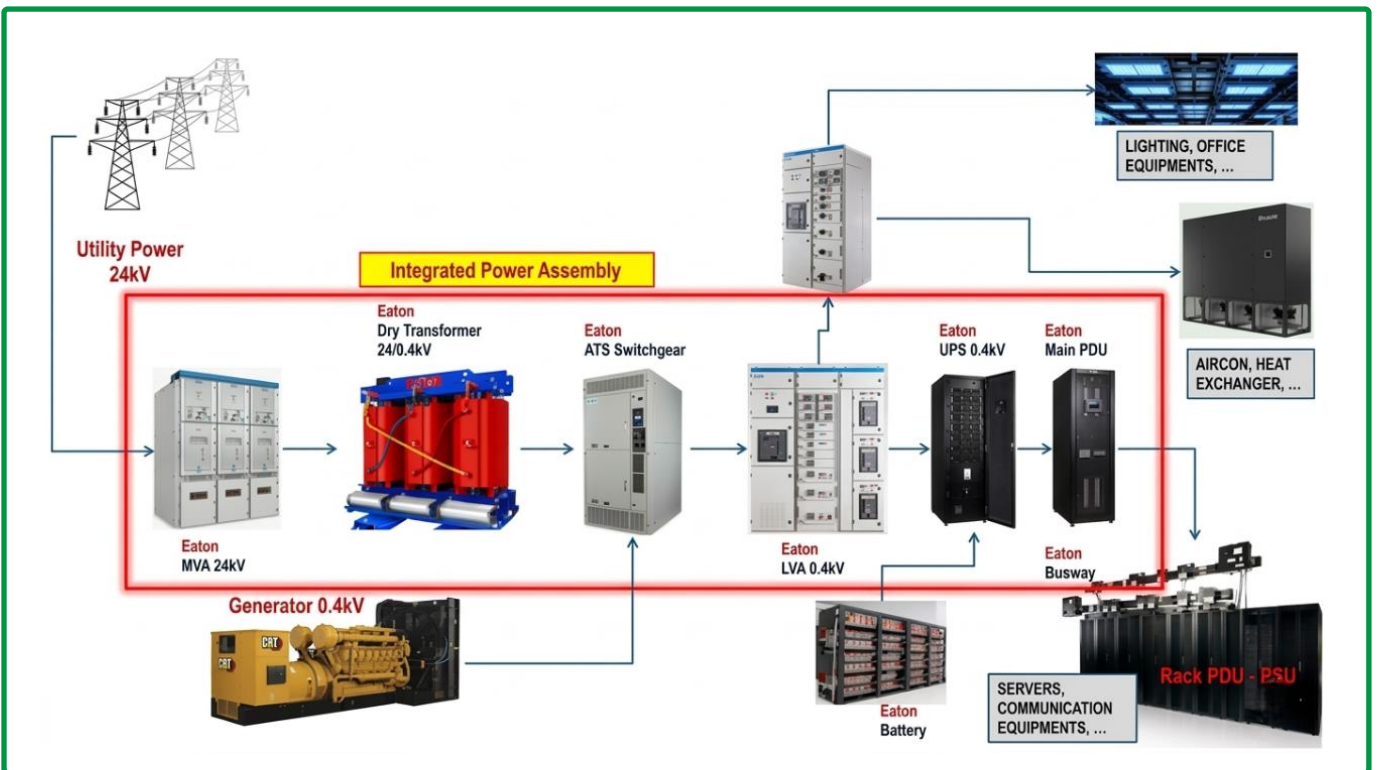 LIGHTING, OFFICE
EQUIPMENTS, ...
Utility Power
24kV
Integrated Power Assembly
AIRCON, HEAT
EXCHANGER, ...
Eaton
Dry Transformer
24/0.4kV
Eaton
ATS Switchgear
Eaton
UPS 0.4kV
Eaton
Main PDU
Eaton
MVA 24kV
Eaton
LVA 0.4kV
Eaton
Busway
Generator 0.4kV
CRT
CRT
Eaton
Battery
SERVERS,
COMMUNICATION
EQUIPMENTS, ...
Rack PDU - PSU